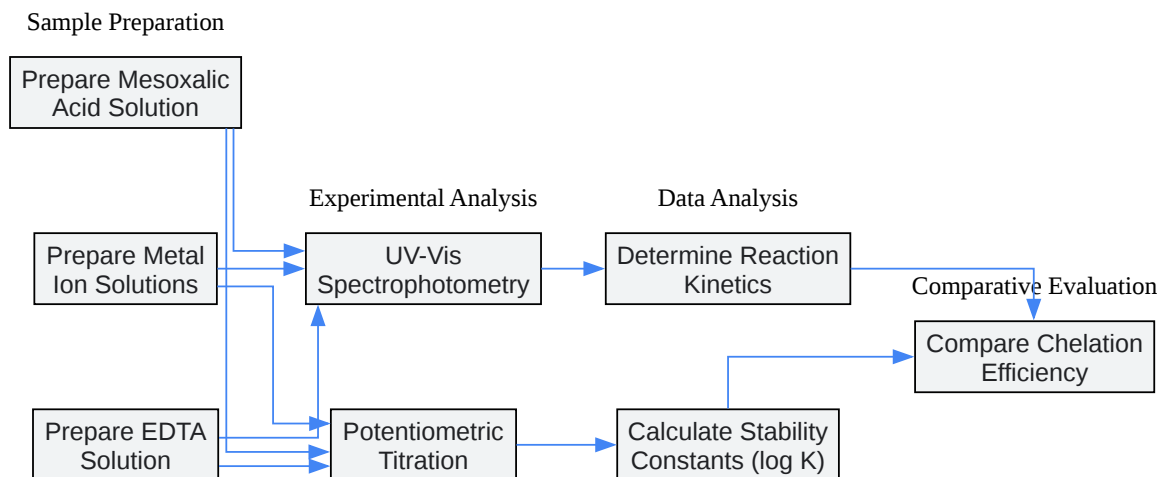 Sample Preparation
Prepare Mesoxalic
Acid Solution
Experimental Analysis
Data Analysis
Prepare Metal
Ion Solutions
UV-Vis
Spectrophotometry
Determine Reaction
Kinetics
Comparative Evaluation
Compare Chelation
Efficiency
Prepare EDTA
Solution
Potentiometric
Titration
Calculate Stability
Constants (log K)